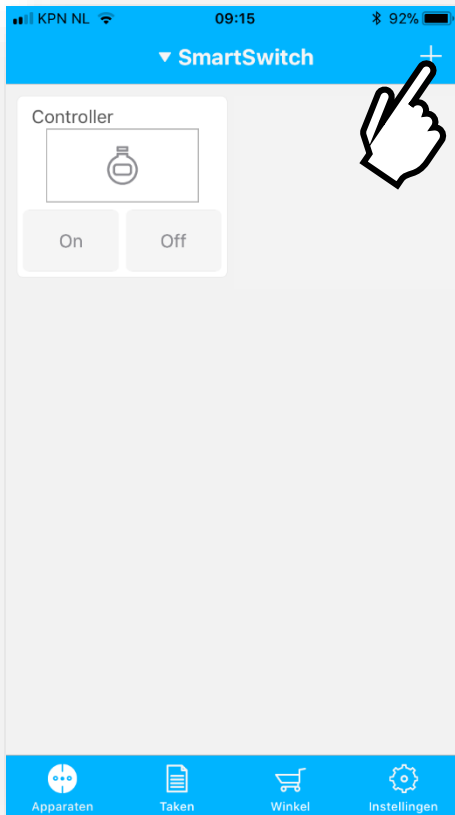 KPN NL 09:15 92%
▼ SmartSwitch +
Controller
On Off
Apparaten Taken Winkel Instellingen